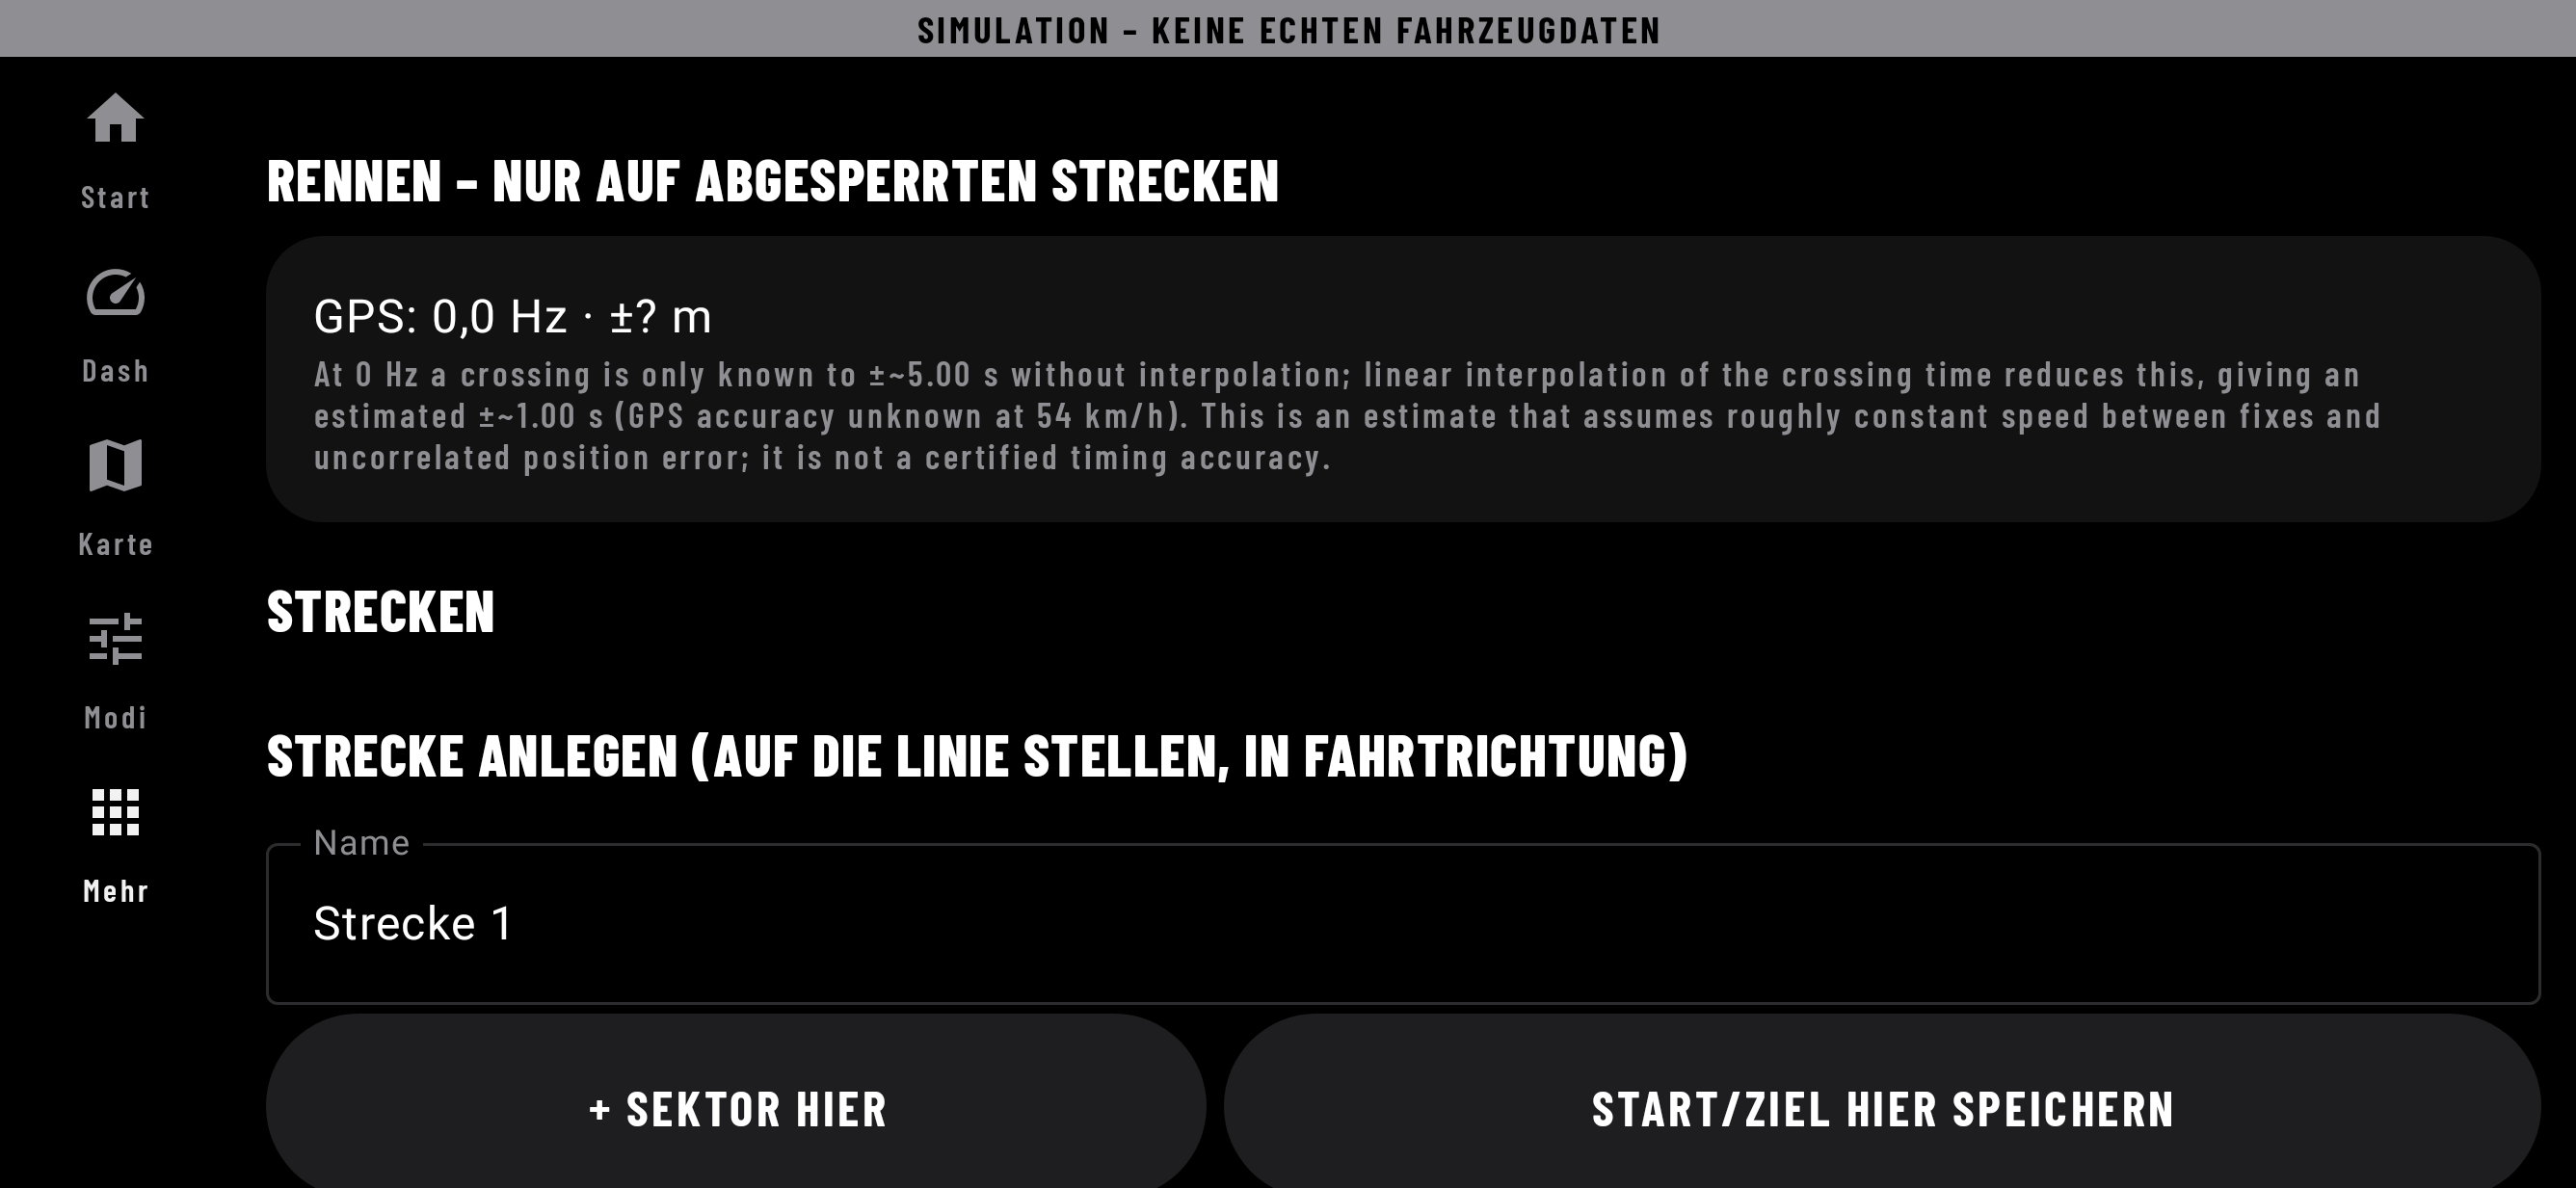 SIMULATION – KEINE ECHTEN FAHRZEUGDATEN
Start
Dash
Karte
Modi
Mehr
RENNEN – NUR AUF ABGESPERRTEN STRECKEN
GPS: 0,0 Hz · ±? m
At 0 Hz a crossing is only known to ±~5.00 s without interpolation; linear interpolation of the crossing time reduces this, giving an
estimated ±~1.00 s (GPS accuracy unknown at 54 km/h). This is an estimate that assumes roughly constant speed between fixes and
uncorrelated position error; it is not a certified timing accuracy.
STRECKEN
STRECKE ANLEGEN (AUF DIE LINIE STELLEN, IN FAHRTRICHTUNG)
Name
Strecke 1
+ SEKTOR HIER
START/ZIEL HIER SPEICHERN